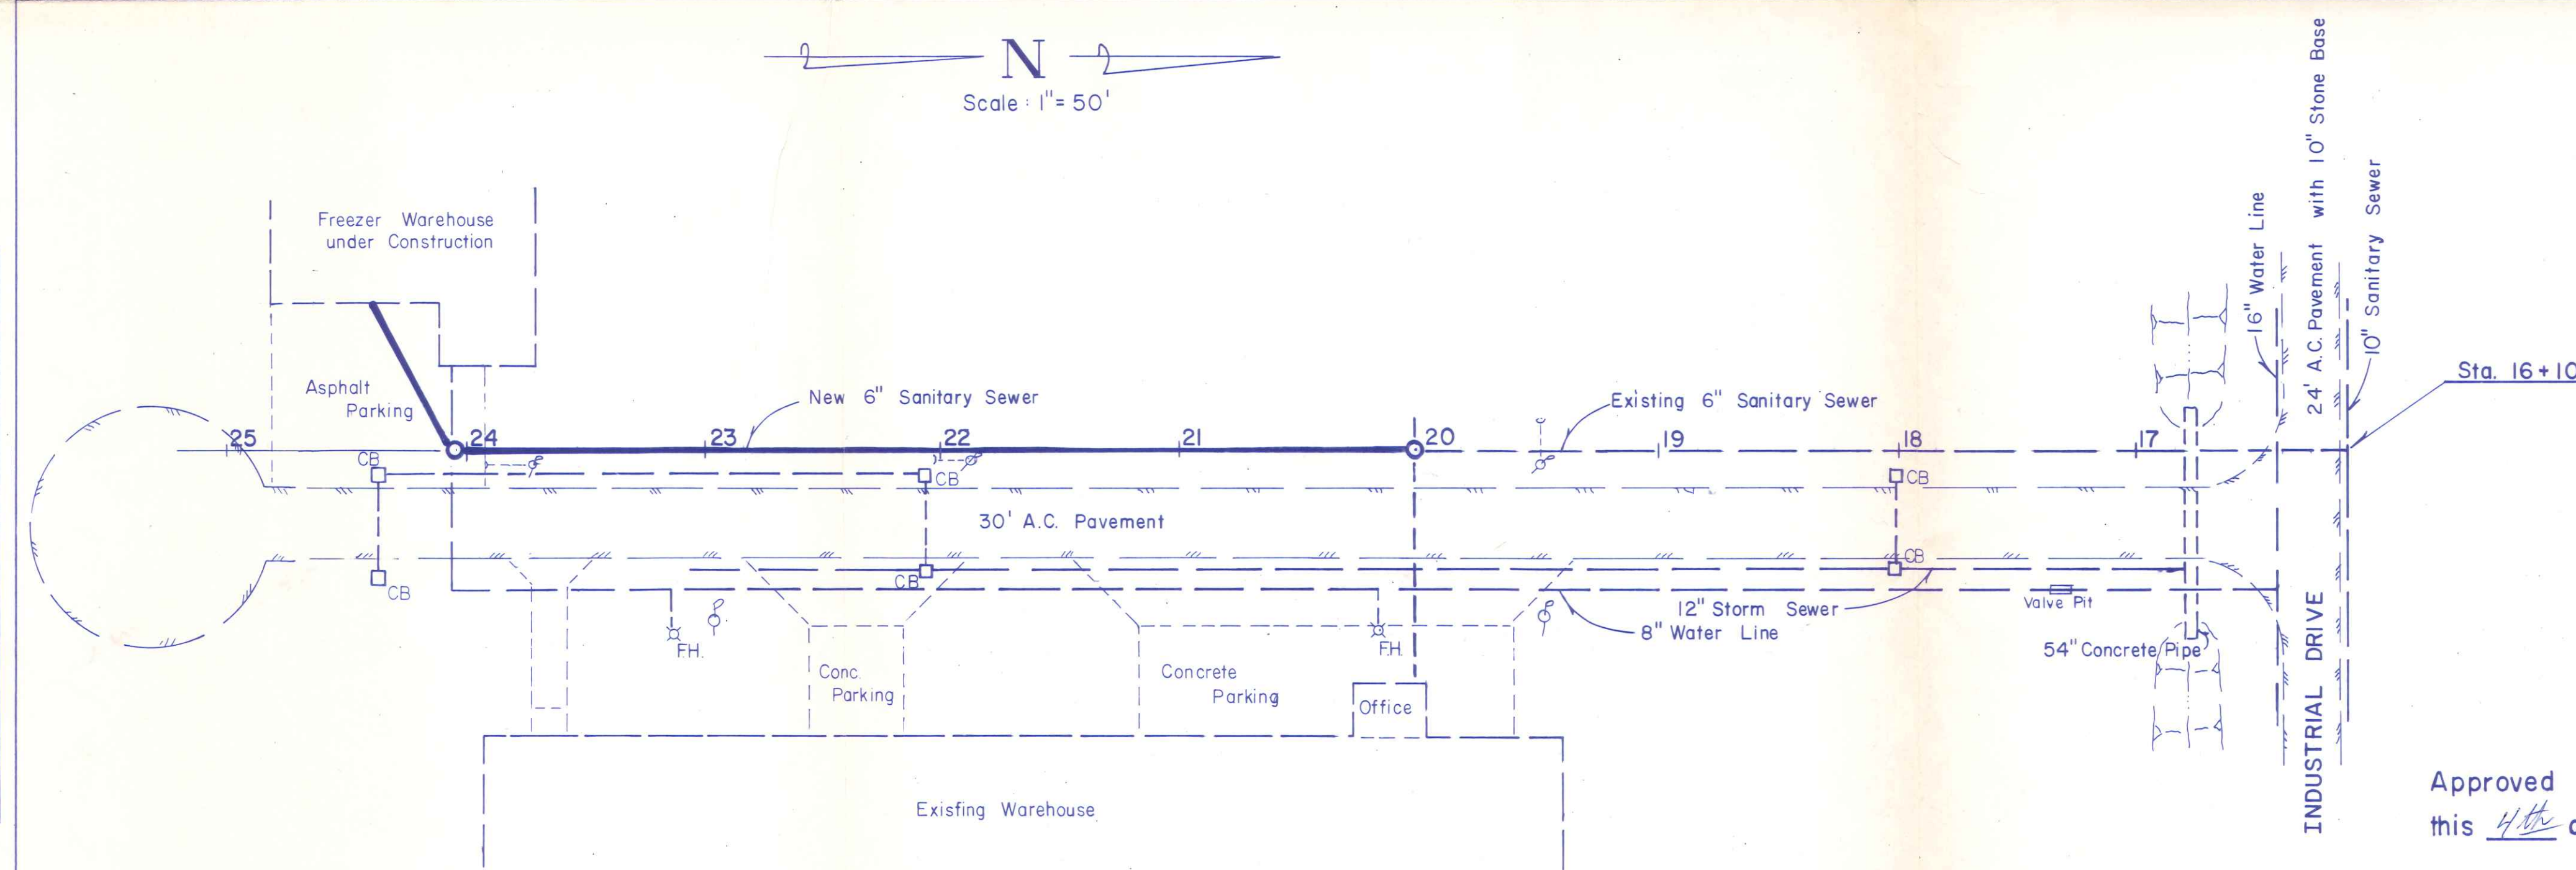 N
Scale : 1" = 50'
Freezer Warehouse
under Construction
Asphalt
Parking
New 6" Sanitary Sewer
Existing 6" Sanitary Sewer
16" Water Line
24' A.C. Pavement with 10" Stone Base
10" Sanitary Sewer
Sta. 16+10
25
24
23
22
21
20
19
18
17
CB
CB
CB
30' A.C. Pavement
CB
CB
CB
12" Storm Sewer
8" Water Line
Valve Pit
54" Concrete Pipe
F.H.
F.H.
Conc.
Parking
Concrete
Parking
Office
Existing Warehouse
INDUSTRIAL DRIVE
Approved
this 4th